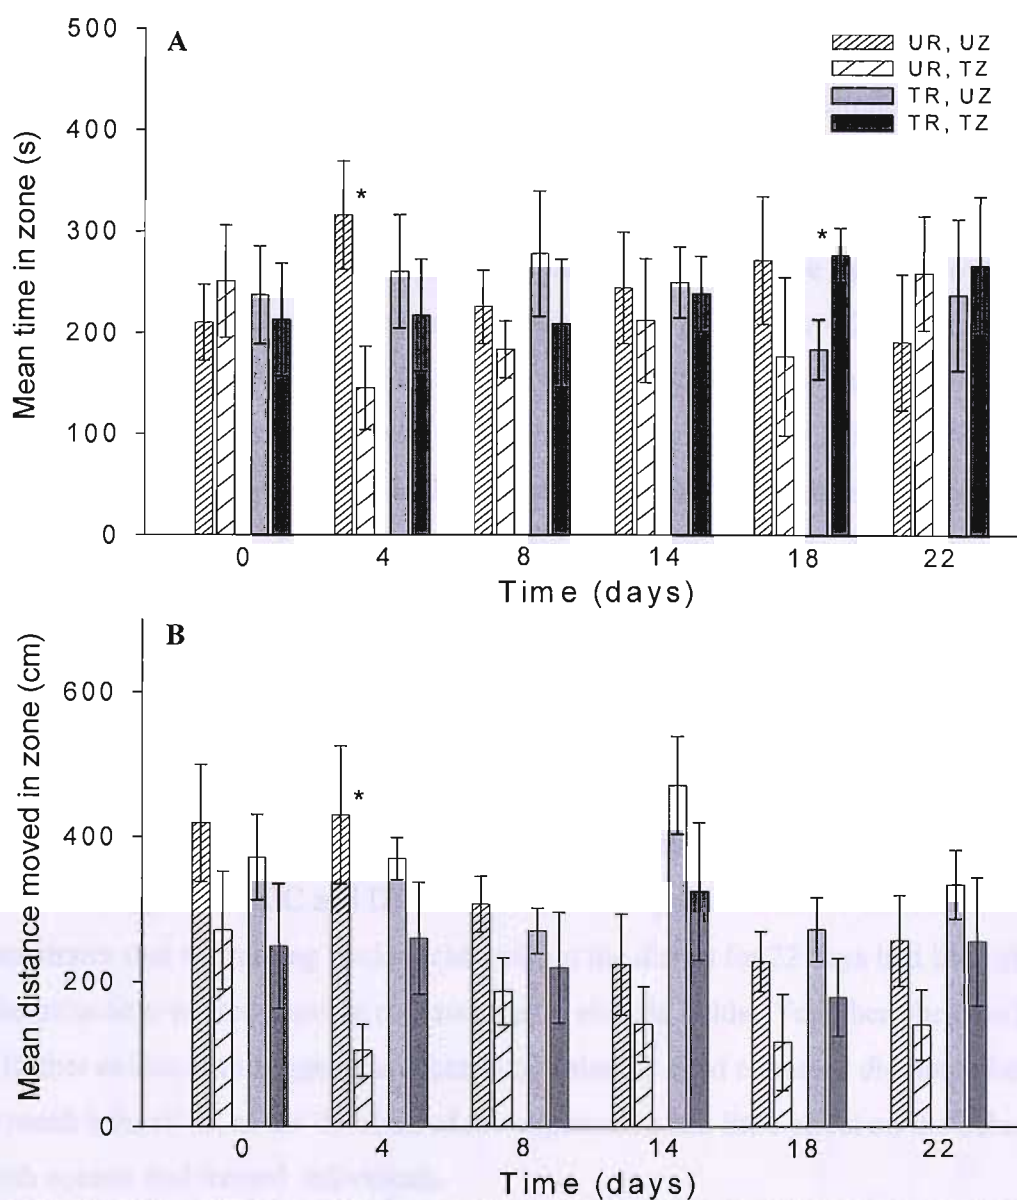 A
500
400
300
200
100
0
Mean time in zone (s)
UR, UZ
UR, TZ
TR, UZ
TR, TZ
*
*
0 4 8 14 18 22
Time (days)
B
600
400
200
0
Mean distance moved in zone (cm)
*
0 4 8 14 18 22
Time (days)